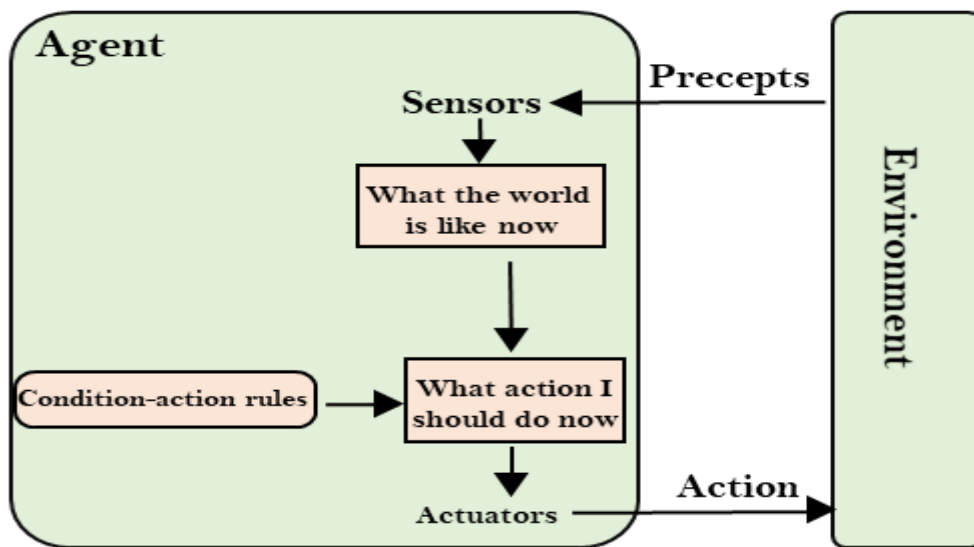 Agent
Precepts
Sensors
What the world
is like now
Environment
Condition-action rules
What action I
should do now
Action
Actuators